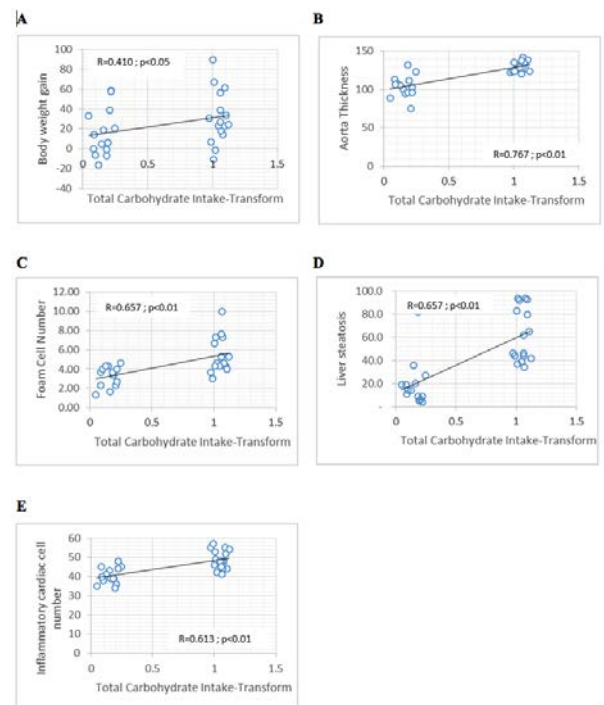 A
R=0.410 ; p<0.05
Body weight gain
100
80
60
40
20
0
-20
-40
0 0.5 1 1.5
Total Carbohydrate Intake-Transform
B
Aorta Thickness
150
100
50
0
R=0.767 ; p<0.01
0 0.5 1 1.5
Total Carbohydrate Intake-Transform
C
R=0.657 ; p<0.01
Foam Cell Number
12.00
10.00
8.00
6.00
4.00
2.00
0.00
0 0.5 1 1.5
Total Carbohydrate Intake-Transform
D
R=0.657 ; p<0.01
Liver steatosis
100.0
80.0
60.0
40.0
20.0
-
0 0.5 1 1.5
Total Carbohydrate Intake-Transform
E
Inflammatory cardiac cell
number
60
50
40
30
20
10
0
R=0.613 ; p<0.01
0 0.5 1 1.5
Total Carbohydrate Intake-Transform